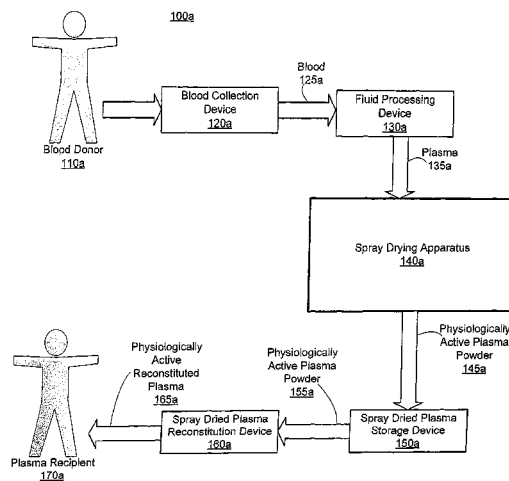 100a
Blood Donor
110a
Blood Collection
Device
120a
Blood
125a
Fluid Processing
Device
130a
Plasma
135a
Spray Drying Apparatus
140a
Physiologically
Active Plasma
Powder
145a
Spray Dried Plasma
Storage Device
150a
Physiologically
Active Plasma
Powder
155a
Spray Dried Plasma
Reconstitution Device
160a
Physiologically
Active
Reconstituted
Plasma
165a
Plasma Recipient
170a